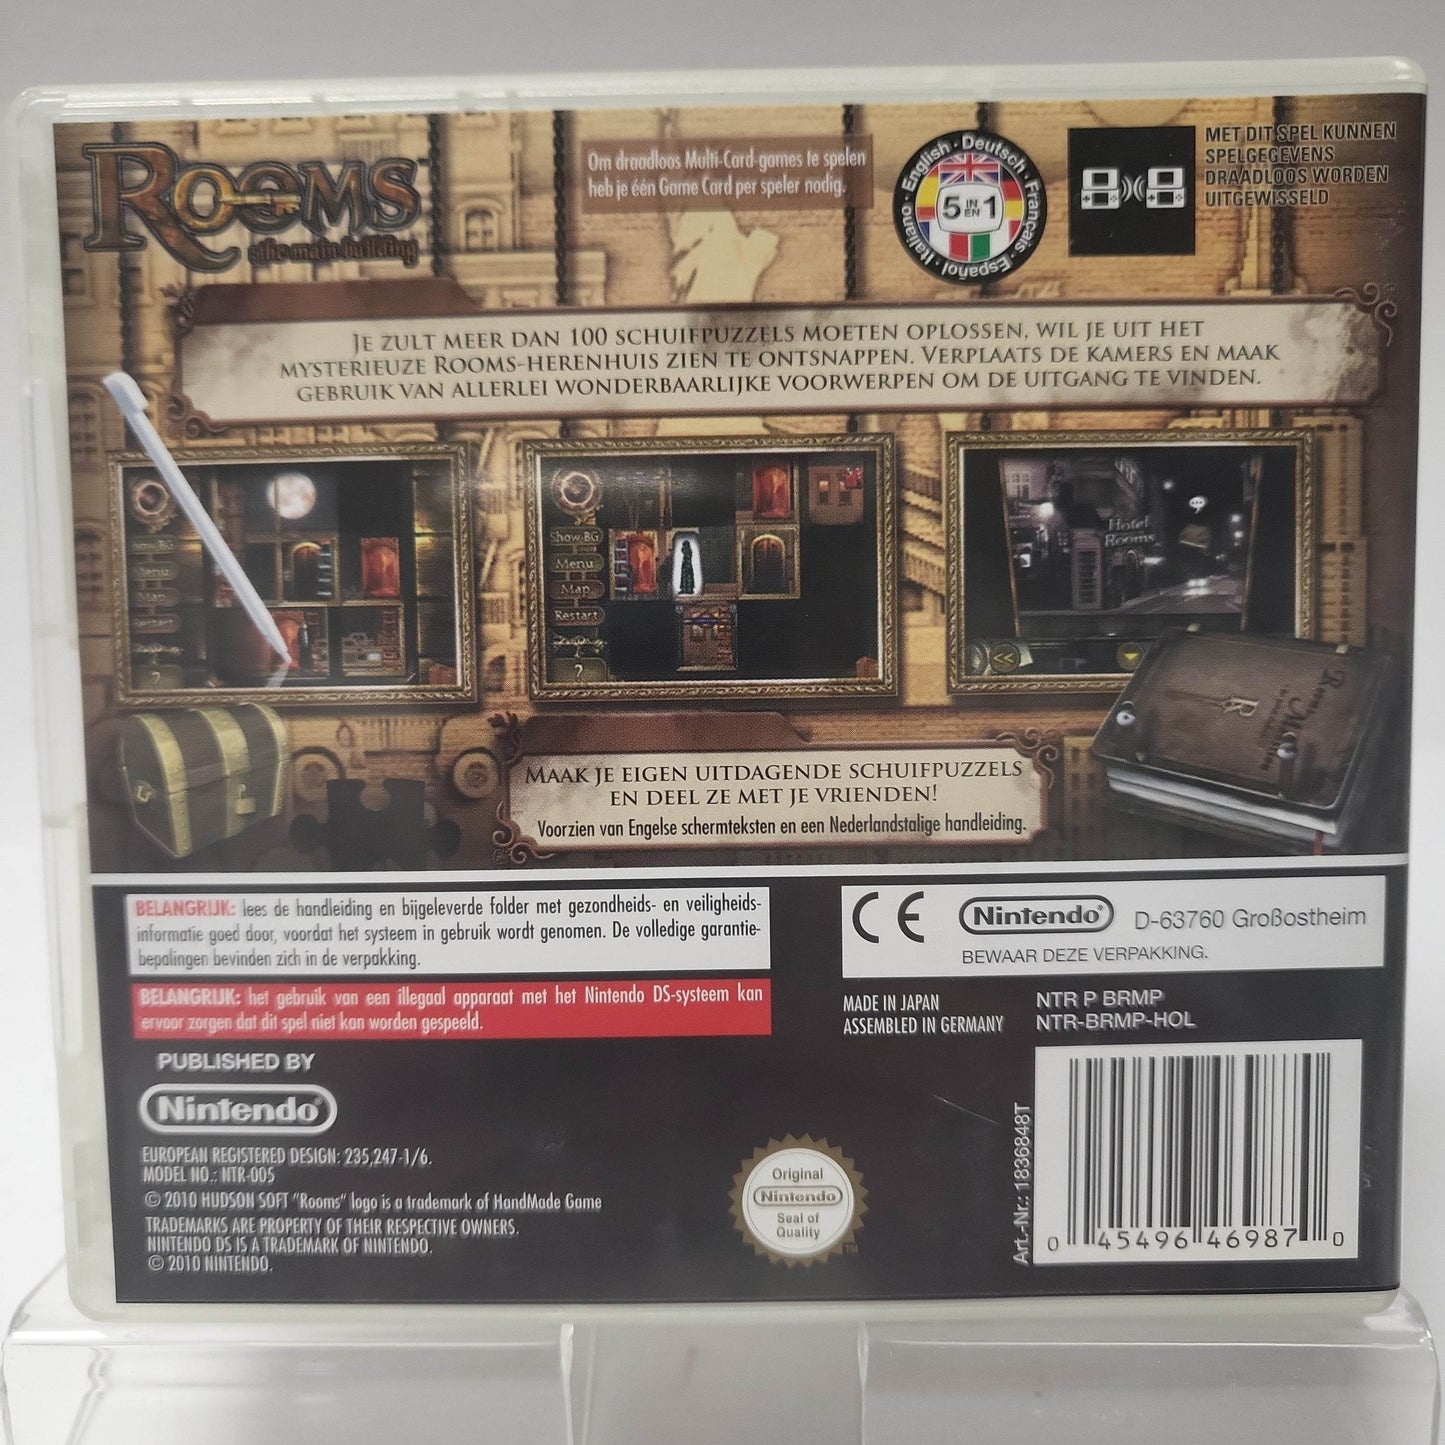 ROOMS
the main building
Om draadloos Multi-Card-games te spelen
heb je één Game Card per speler nodig.
English · Deutsch · Français · Español · Italiano
5 IN EN 1
MET DIT SPEL KUNNEN
SPELGEGEVENS
DRAADLOOS WORDEN
UITGEWISSELD
JE ZULT MEER DAN 100 SCHUIFPUZZELS MOETEN OPLOSSEN, WIL JE UIT HET
MYSTERIEUZE ROOMS-HERENHUIS ZIEN TE ONTSNAPPEN. VERPLAATS DE KAMERS EN MAAK
GEBRUIK VAN ALLERLEI WONDERBAARLIJKE VOORWERPEN OM DE UITGANG TE VINDEN.
Menu
Map
Restart
?
Show BG
Menu
Map
Restart
?
Hotel
Rooms
R
MAAK JE EIGEN UITDAGENDE SCHUIFPUZZELS
EN DEEL ZE MET JE VRIENDEN!
Voorzien van Engelse schermteksten en een Nederlandstalige handleiding.
BELANGRIJK: lees de handleiding en bijgeleverde folder met gezondheids- en veiligheids-
informatie goed door, voordat het systeem in gebruik wordt genomen. De volledige garantie-
bepalingen bevinden zich in de verpakking.
BELANGRIJK: het gebruik van een illegaal apparaat met het Nintendo DS-systeem kan
ervoor zorgen dat dit spel niet kan worden gespeeld.
CE Nintendo® D-63760 Großostheim
BEWAAR DEZE VERPAKKING.
MADE IN JAPAN
ASSEMBLED IN GERMANY
NTR P BRMP
NTR-BRMP-HOL
PUBLISHED BY
Nintendo®
EUROPEAN REGISTERED DESIGN: 235,247-1/6.
MODEL NO.: NTR-005
© 2010 HUDSON SOFT "Rooms" logo is a trademark of HandMade Game
TRADEMARKS ARE PROPERTY OF THEIR RESPECTIVE OWNERS.
NINTENDO DS IS A TRADEMARK OF NINTENDO.
© 2010 NINTENDO.
Original
Nintendo
Seal of
Quality
TM
Art.-Nr.: 1836848T
0 45496 46987 0